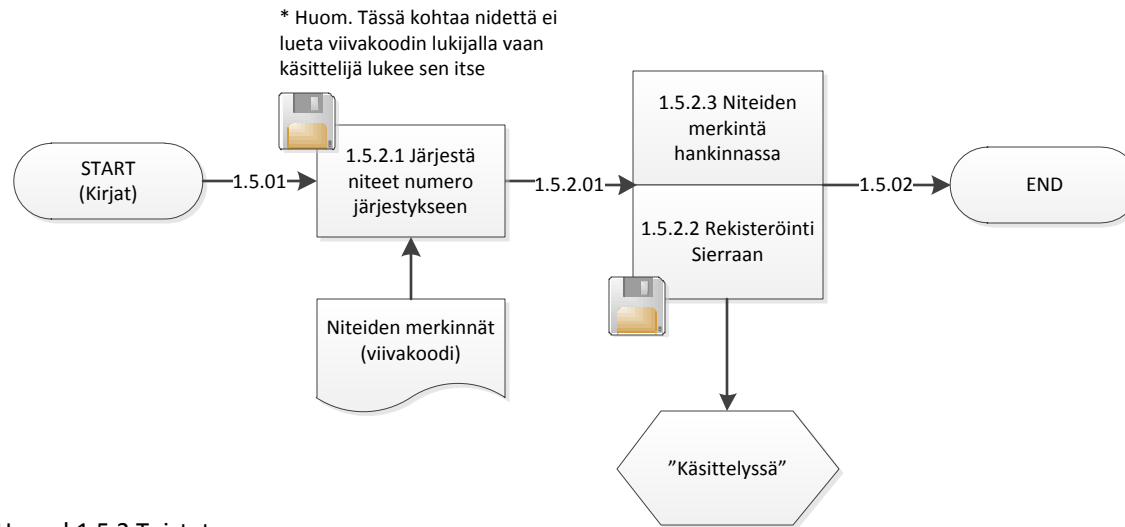 * Huom. Tässä kohtaa nidettä ei
lueta viivakoodin lukijalla vaan
käsittelijä lukee sen itse
START
(Kirjat)
1.5.01
1.5.2.1 Järjestä
niteet numero
järjestykseen
1.5.2.01
1.5.2.3 Niteiden
merkintä
hankinnassa
1.5.2.2 Rekisteröinti
Sierraan
1.5.02
END
Niteiden merkinnät
(viivakoodi)
”Käsittelyssä”